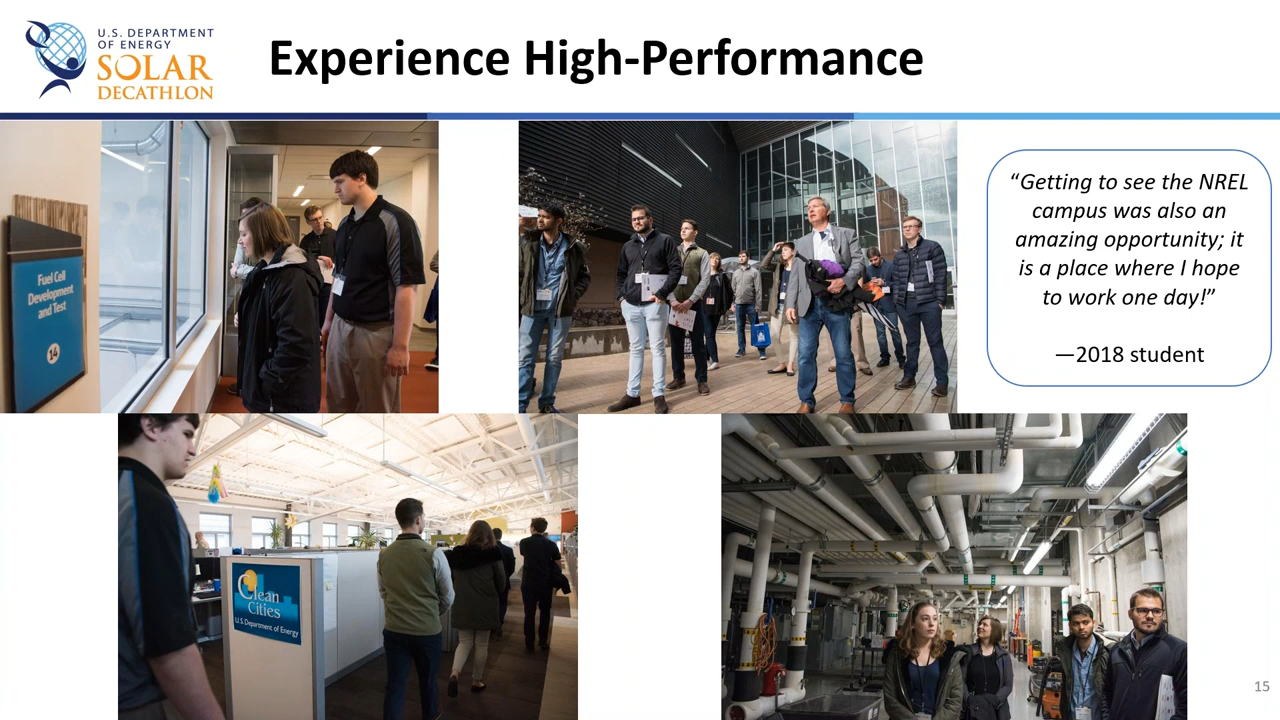 U.S. DEPARTMENT
OF ENERGY
SOLAR
DECATHLON
Experience High-Performance
Fuel Cell
Development
and Test
14
“Getting to see the NREL
campus was also an
amazing opportunity; it
is a place where I hope
to work one day!”
—2018 student
Clean
Cities
U.S. Department of Energy
15